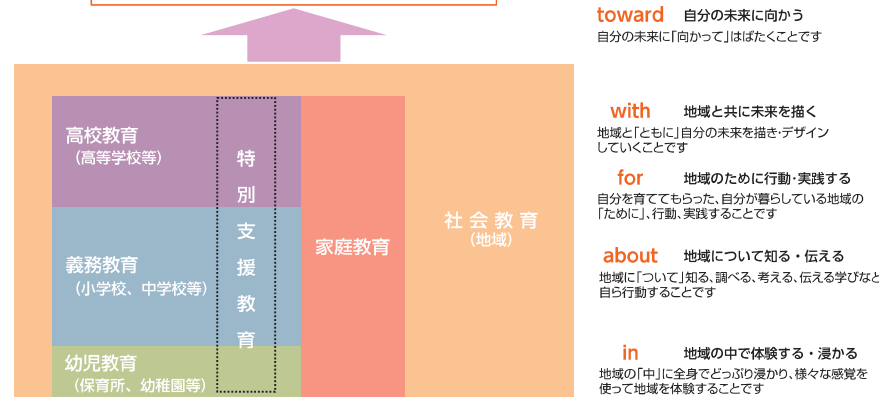 高校教育
(高等学校等)
義務教育
(小学校、中学校等)
幼児教育
(保育所、幼稚園等)
特別支援教育
家庭教育
社会教育
(地域)
toward 自分の未来に向かう
自分の未来に「向かって」はばたくことです
with 地域と共に未来を描く
地域と「ともに」自分の未来を描き・デザイン
していくことです
for 地域のために行動・実践する
自分を育ててもらった、自分が暮らしている地域の
「ために」、行動、実践することです
about 地域について知る・伝える
地域に「ついて」知る、調べる、考える、伝える学びなど
自ら行動することです
in 地域の中で体験する・浸かる
地域の「中」に全身でどっぷり浸かり、様々な感覚を
使って地域を体験することです